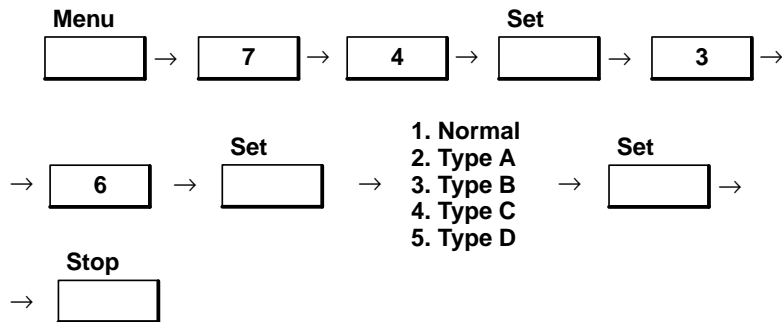 Menu Set
→ 7 → 4 → → 3 →
Set Set
1. Normal
2. Type A
→ 6 → → 3. Type B → →
4. Type C
5. Type D
Stop
→